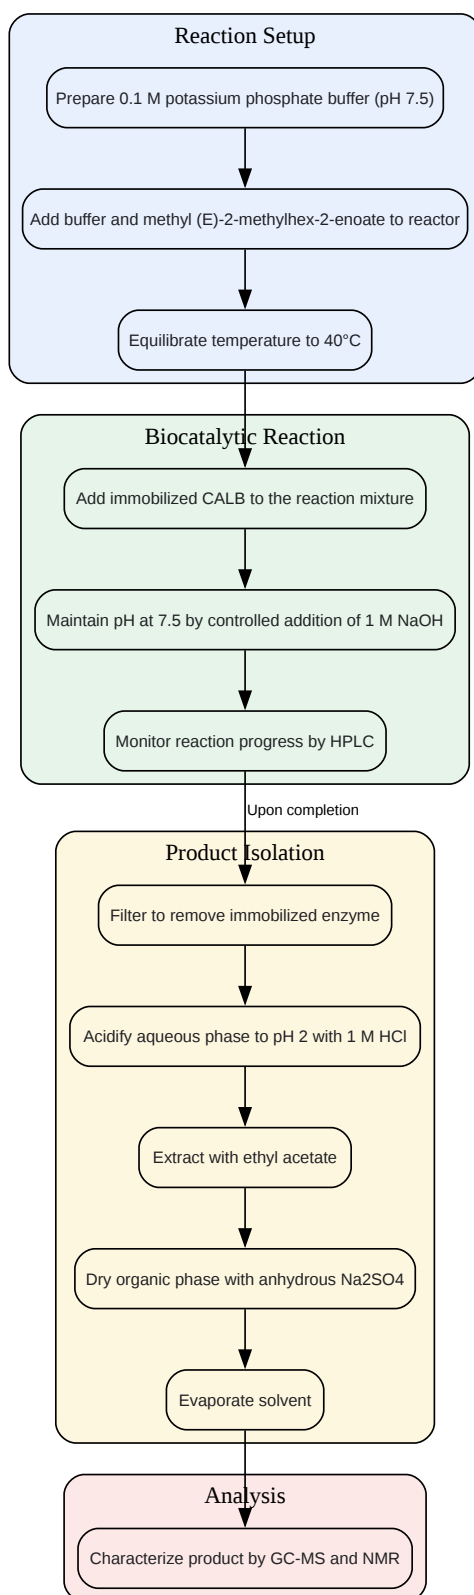 Reaction Setup
Prepare 0.1 M potassium phosphate buffer (pH 7.5)
Add buffer and methyl (E)-2-methylhex-2-enoate to reactor
Equilibrate temperature to 40°C
Biocatalytic Reaction
Add immobilized CALB to the reaction mixture
Maintain pH at 7.5 by controlled addition of 1 M NaOH
Monitor reaction progress by HPLC
Upon completion
Product Isolation
Filter to remove immobilized enzyme
Acidify aqueous phase to pH 2 with 1 M HCl
Extract with ethyl acetate
Dry organic phase with anhydrous Na2SO4
Evaporate solvent
Analysis
Characterize product by GC-MS and NMR